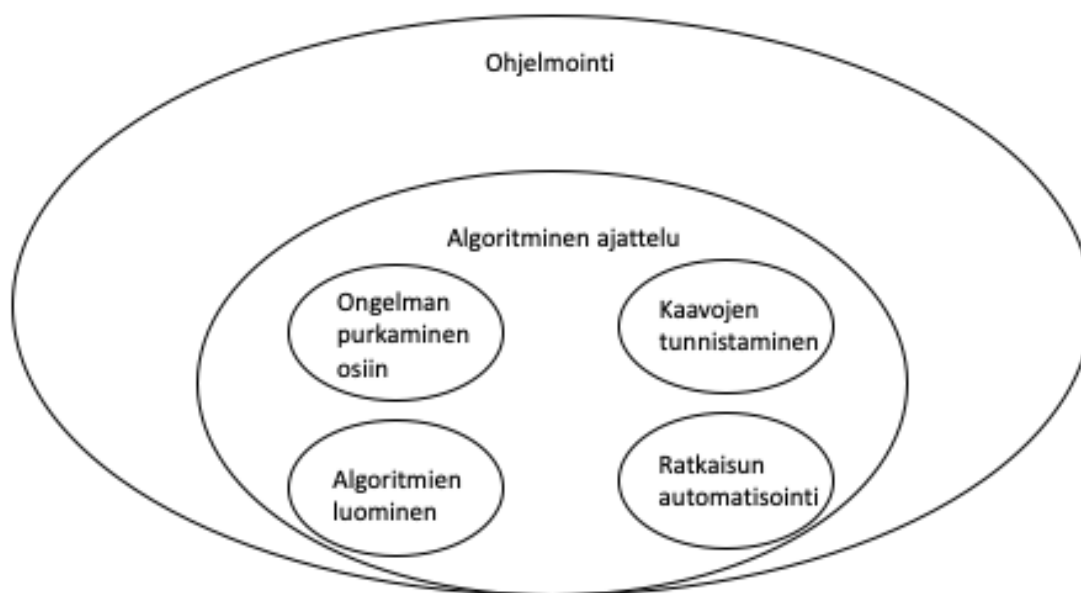 Ohjelmointi
Algoritminen ajattelu
Ongelman
purkaminen
osiin
Kaavojen
tunnistaminen
Algoritmien
luominen
Ratkaisun
automatisointi